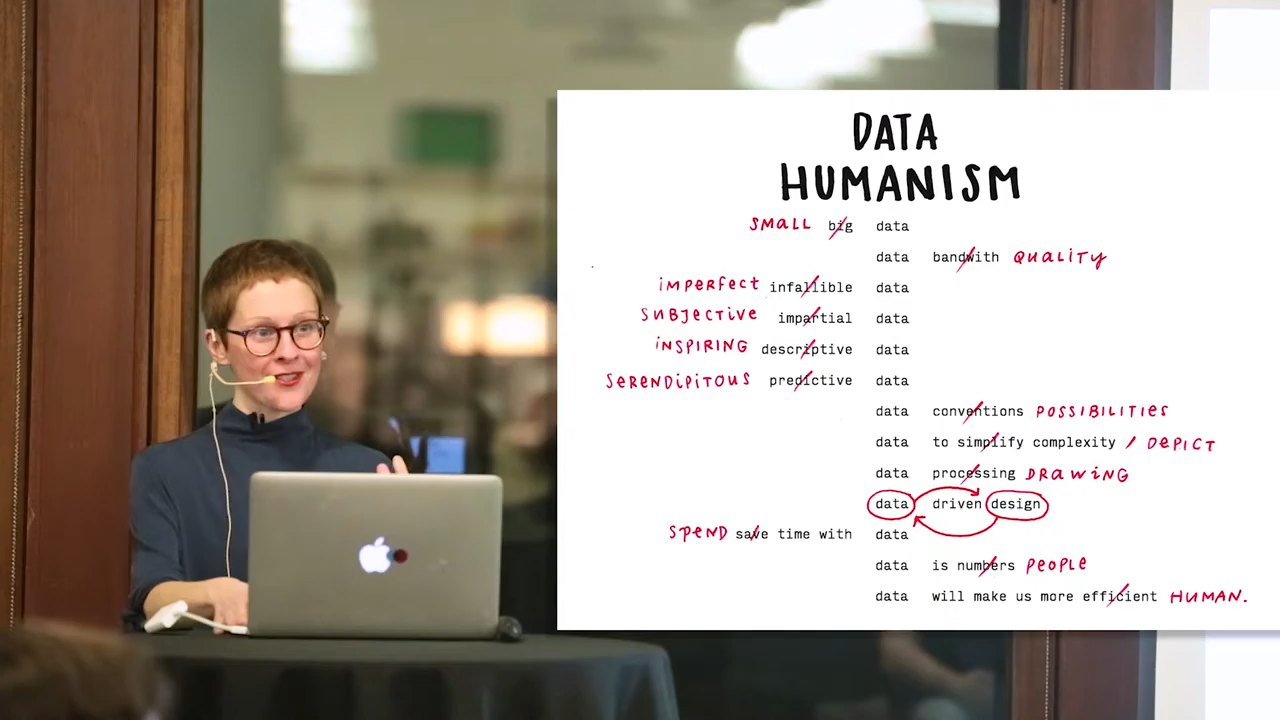 DATA
HUMANISM
SMALL big data
data bandwith QUALITY
IMPERFECT infallible data
SUBJECTIVE impartial data
INSPIRING descriptive data
SERENDIPITOUS predictive data
data conventions POSSIBILITIES
data to simplify complexity / DEPICT
data processing DRAWING
data driven design
SPEND save time with data
data is numbers PEOPLE
data will make us more efficient HUMAN.